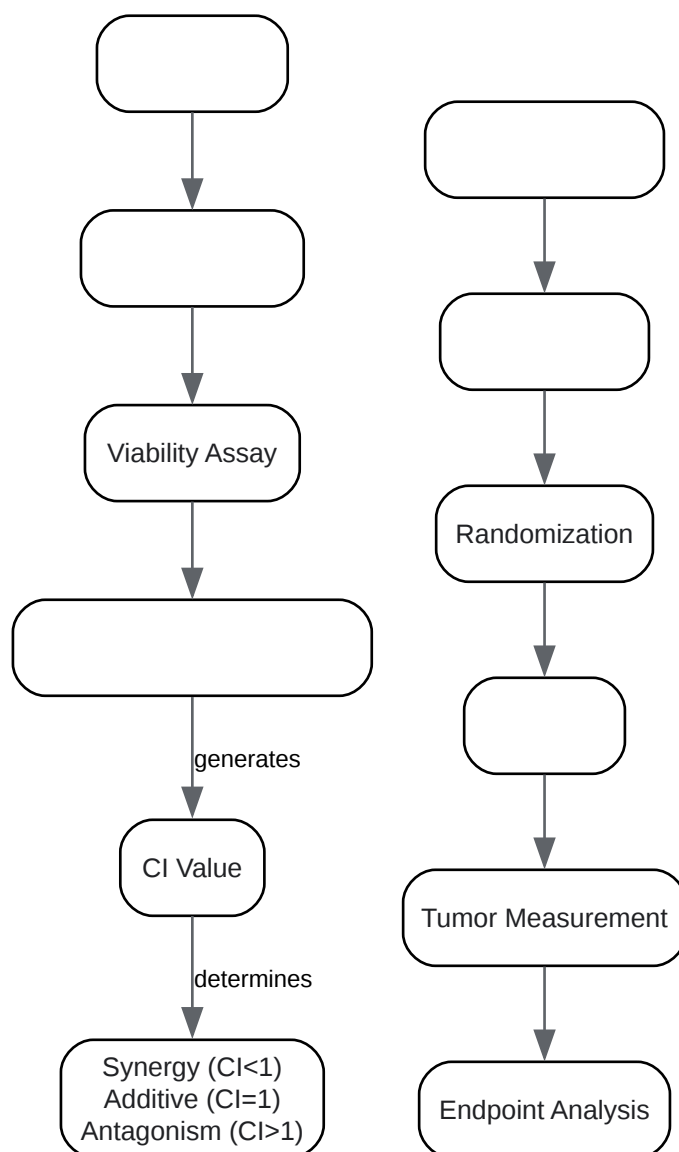 Viability Assay
generates
CI Value
determines
Synergy (CI<1)
Additive (CI=1)
Antagonism (CI>1)
Randomization
Tumor Measurement
Endpoint Analysis